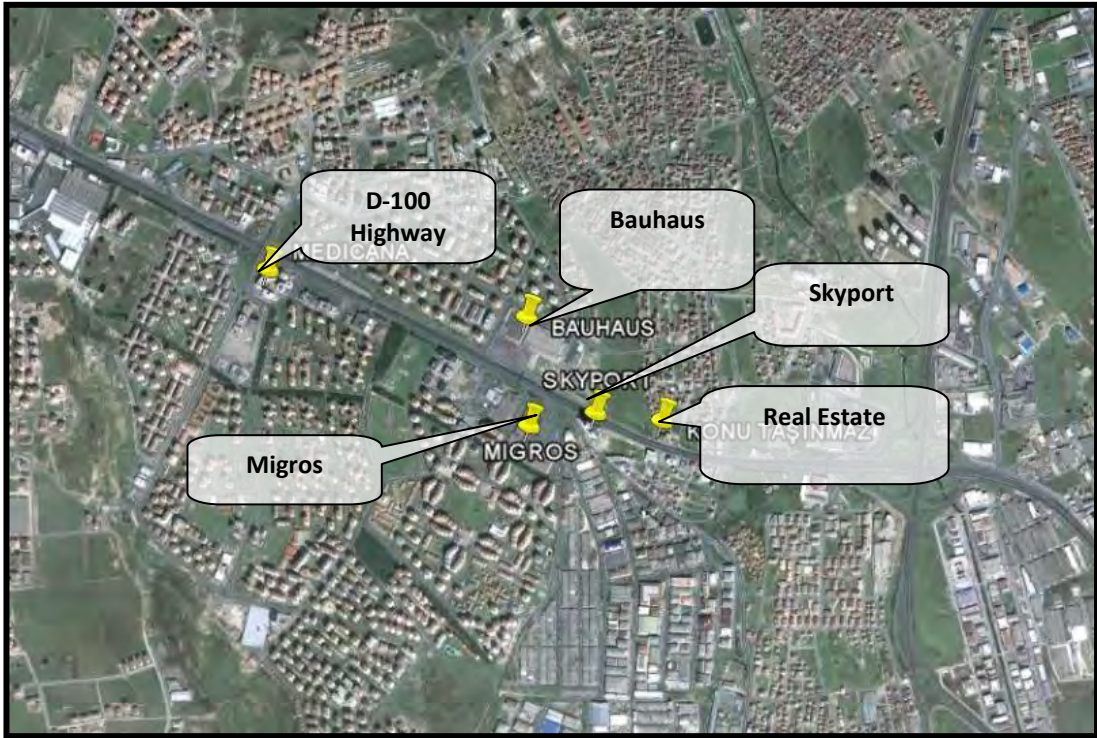 D-100
Highway
MEDICANA
Bauhaus
BAUHAUS
Skyport
SKYPORT
Real Estate
KONU TAŞINMAZ
Migros
MIGROS